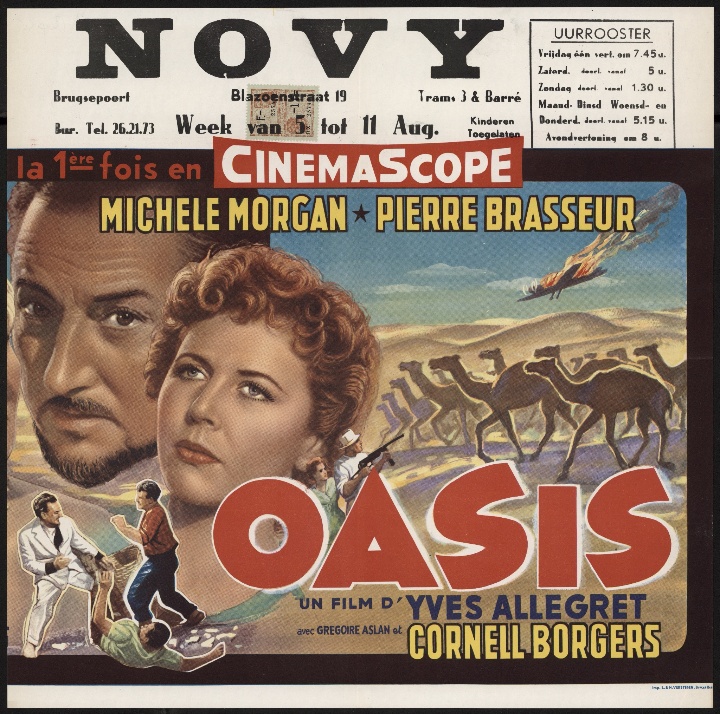 NOVY
Brugsepoort Blazoenstraat 19 Trams 3 & Barré
Bur. Tel. 26.21.73 Week van 5 tot 11 Aug. Kinderen Toegelaten
UURROOSTER
Vrijdag één vert. om 7.45 u.
Zaterd. doorl. vanaf 5 u.
Zondag doorl. vanaf 1.30 u.
Maand. Dinsd Woensd- en
Donderd. doorl. vanaf 5.15 u.
Avondvertoning om 8 u.
la 1ère fois en CINEMASCOPE
MICHELE MORGAN ★ PIERRE BRASSEUR
OASIS
UN FILM D'YVES ALLEGRET
avec GREGOIRE ASLAN et CORNELL BORGERS